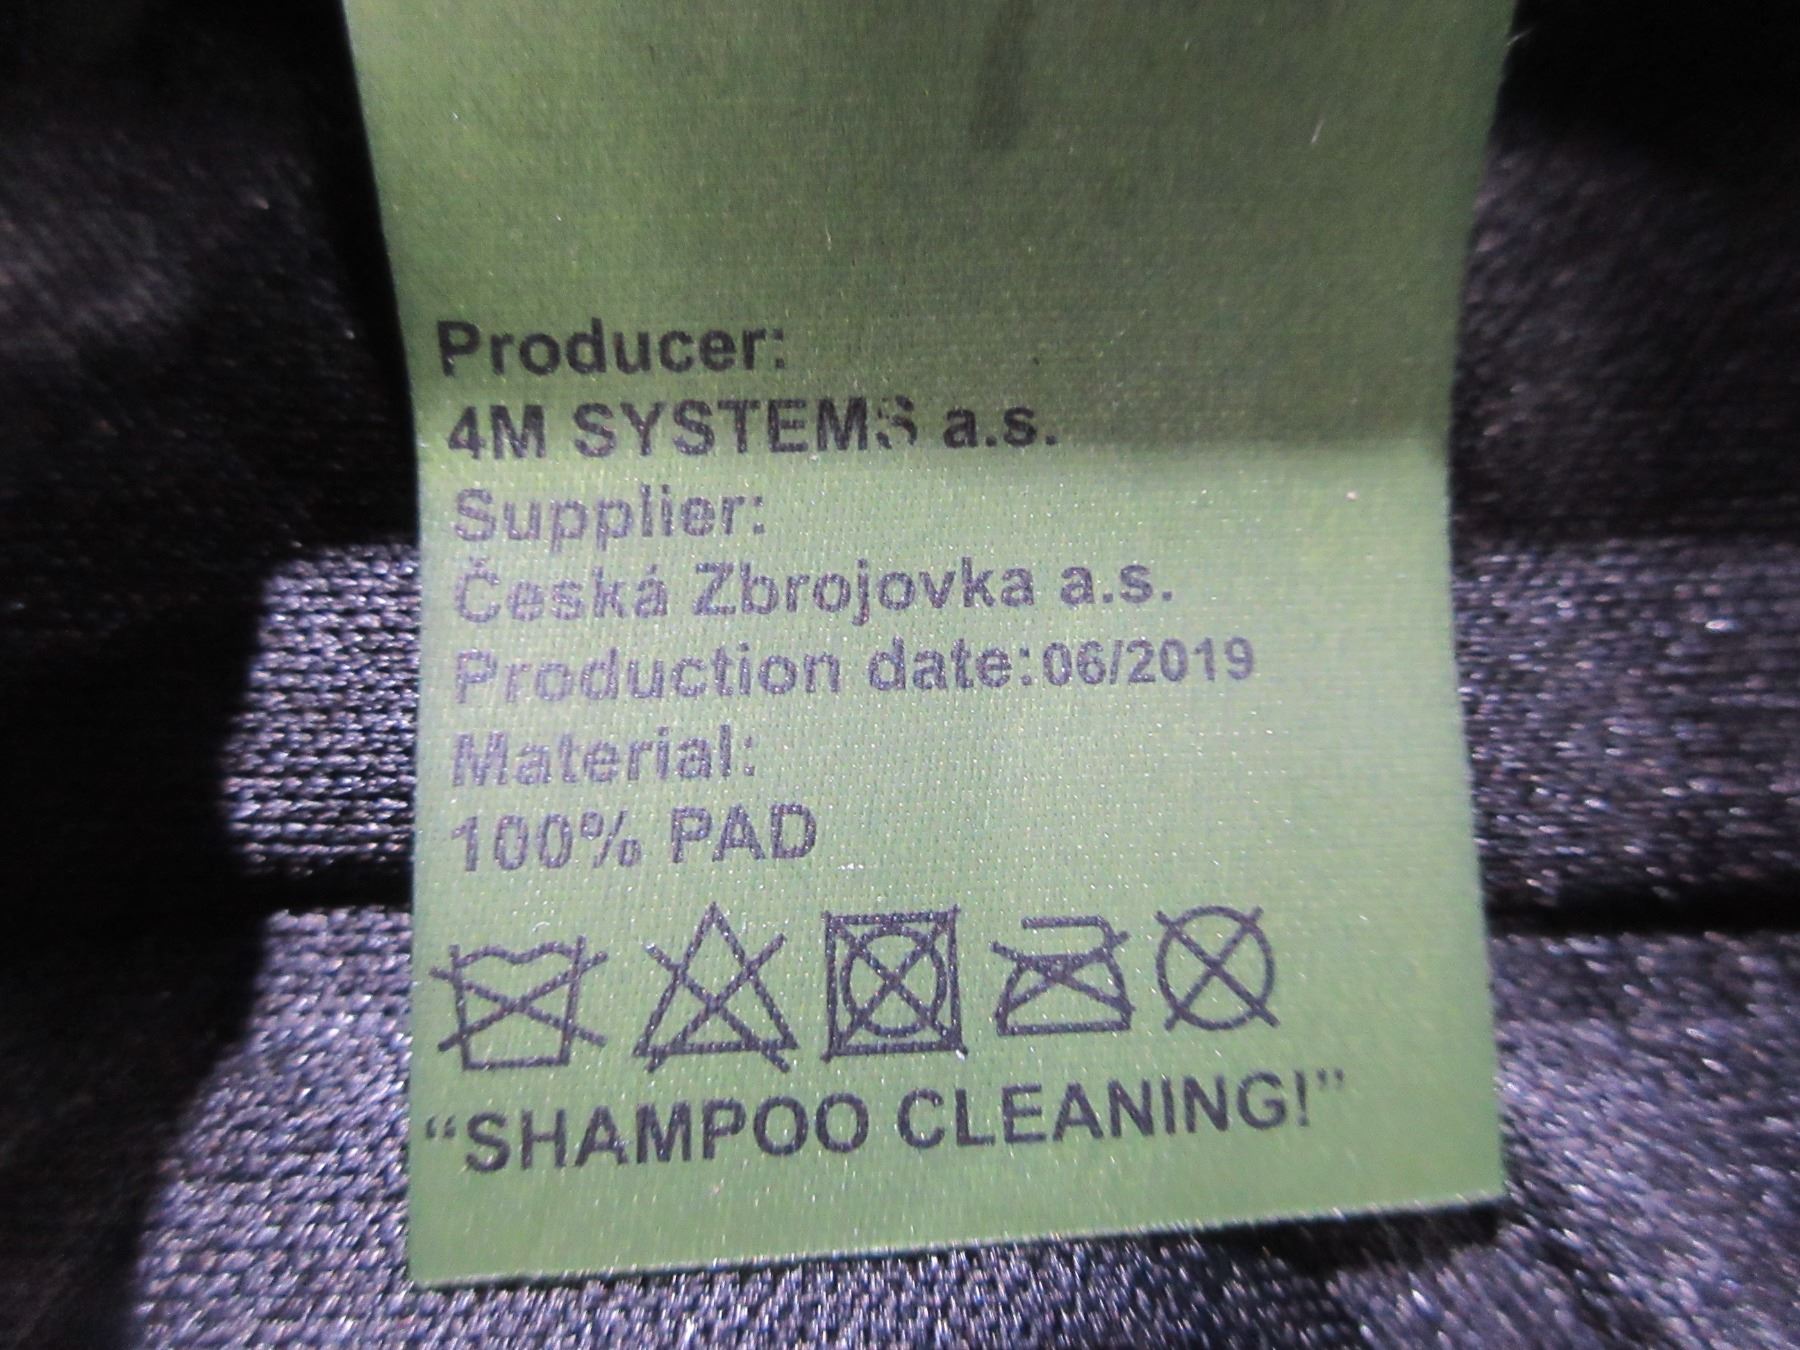 Producer:
4M SYSTEMS a.s.
Supplier:
Česká Zbrojovka a.s.
Production date:06/2019
Material:
100% PAD
“SHAMPOO CLEANING!”